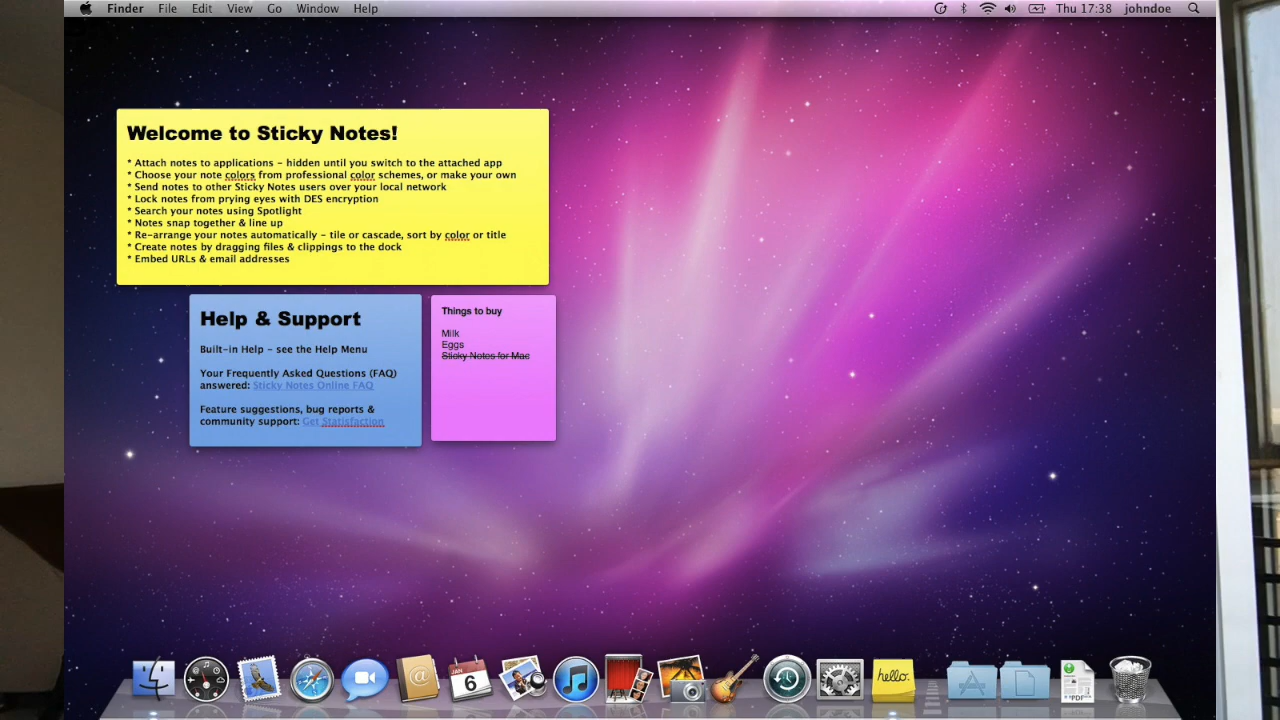 Finder File Edit View Go Window Help Thu 17:38 johndoe
Welcome to Sticky Notes!
* Attach notes to applications - hidden until you switch to the attached app
* Choose your note colors from professional color schemes, or make your own
* Send notes to other Sticky Notes users over your local network
* Lock notes from prying eyes with DES encryption
* Search your notes using Spotlight
* Notes snap together & line up
* Re-arrange your notes automatically - tile or cascade, sort by color or title
* Create notes by dragging files & clippings to the dock
* Embed URLs & email addresses
Help & Support
Built-in Help - see the Help Menu
Your Frequently Asked Questions (FAQ)
answered: Sticky Notes Online FAQ
Feature suggestions, bug reports &
community support: Get Statisfaction
Things to buy
Milk
Eggs
Sticky Notes for Mac
6
hello.
PDF